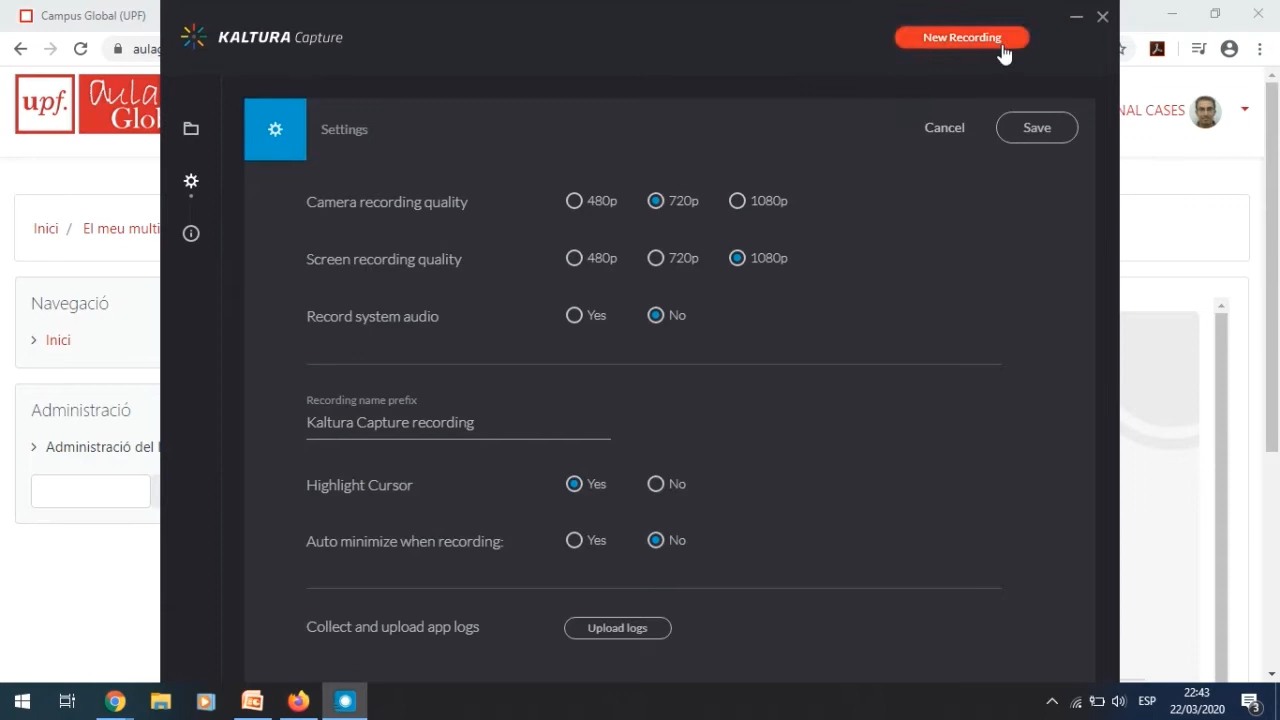 Campus Global (UPF)
KALTURA Capture
New Recording
aulag
upf.
aula
Glob
NAL CASES
Settings
Cancel
Save
Camera recording quality
480p
720p
1080p
Inici / El meu multi
Screen recording quality
480p
720p
1080p
Navegació
Record system audio
Yes
No
Inici
Administració
Recording name prefix
Kaltura Capture recording
Administració del l
Highlight Cursor
Yes
No
Auto minimize when recording:
Yes
No
Collect and upload app logs
Upload logs
ESP
22:43
22/03/2020
3